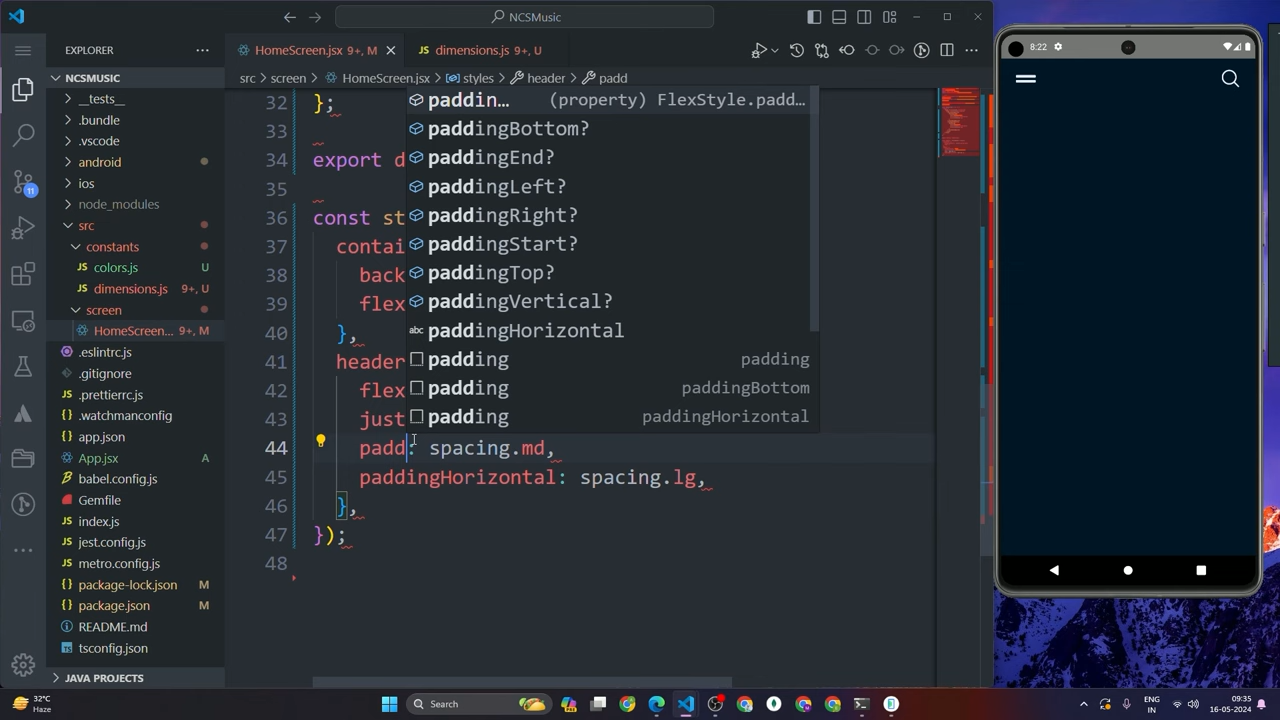 NCSMusic
EXPLORER
HomeScreen.jsx 9+, M
dimensions.js 9+, U
NCSMUSIC
src > screen > HomeScreen.jsx > styles > header > padd
__tests__
.bundle
.vscode
android
ios
node_modules
src
constants
colors.js U
dimensions.js 9+, U
screen
HomeScreen... 9+, M
.eslintrc.js
.gitignore
.prettierrc.js
.watchmanconfig
app.json
App.jsx A
babel.config.js
Gemfile
index.js
jest.config.js
metro.config.js
package-lock.json M
package.json M
README.md
tsconfig.json
JAVA PROJECTS
11
32 };
33
34 export d
35
36 const st
37 contai
38 back
39 flex
40 },
41 header
42 flex
43 just
44 padd: spacing.md,
45 paddingHorizontal: spacing.lg,
46 },
47 });
48
paddin... (property) FlexStyle.padd...
paddingBottom?
paddingEnd?
paddingLeft?
paddingRight?
paddingStart?
paddingTop?
paddingVertical?
abc paddingHorizontal
padding padding
padding paddingBottom
padding paddingHorizontal
8:22
32°C
Haze
Search
ENG
IN
09:35
16-05-2024